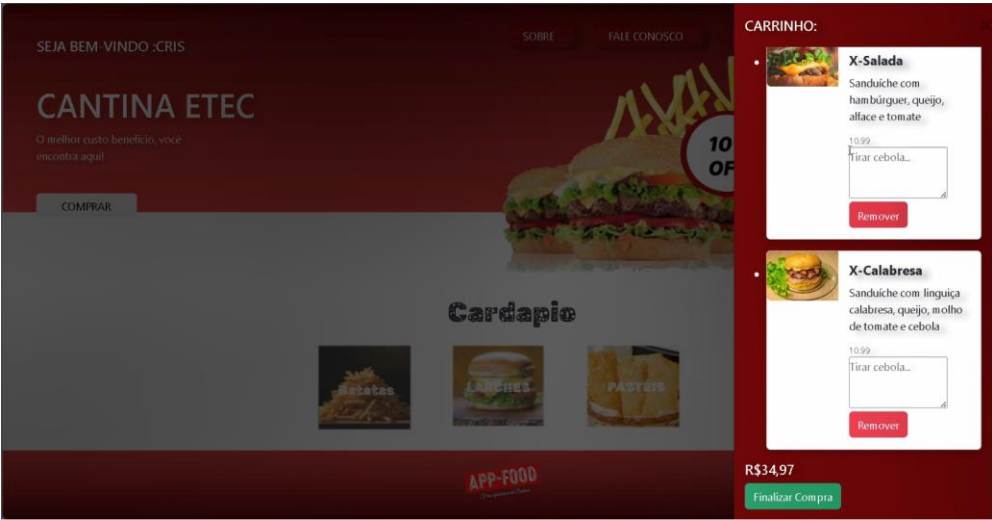 SEJA BEM-VINDO :CRIS
SOBRE
FALE CONOSCO
CANTINA ETEC
O melhor custo benefício, você
encontra aqui!
COMPRAR
10
OF
Cardapio
Batatas
LANCHES
PASTEIS
APP-FOOD
CARRINHO:
X-Salada
Sanduíche com
hambúrguer, queijo,
alface e tomate
10.99
Tirar cebola...
Remover
X-Calabresa
Sanduíche com linguiça
calabresa, queijo, molho
de tomate e cebola
10.99
Tirar cebola...
Remover
R$34,97
Finalizar Compra